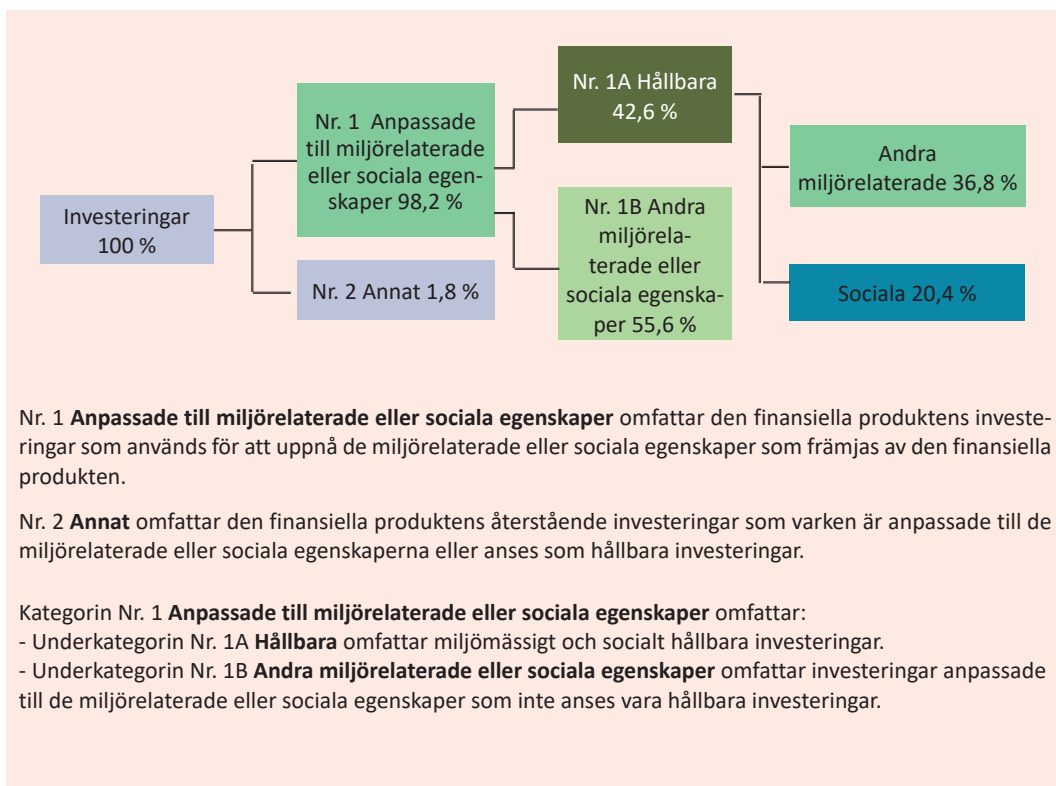 Investeringar
100 %
Nr. 1 Anpassade
till miljörelaterade
eller sociala egen-
skaper 98,2 %
Nr. 2 Annat 1,8 %
Nr. 1A Hållbara
42,6 %
Nr. 1B Andra
miljörela-
terade eller
sociala egenska-
per 55,6 %
Andra
miljörelaterade 36,8 %
Sociala 20,4 %
Nr. 1 Anpassade till miljörelaterade eller sociala egenskaper omfattar den finansiella produktens investe-
ringar som används för att uppnå de miljörelaterade eller sociala egenskaper som främjas av den finansiella
produkten.
Nr. 2 Annat omfattar den finansiella produktens återstående investeringar som varken är anpassade till de
miljörelaterade eller sociala egenskaperna eller anses som hållbara investeringar.
Kategorin Nr. 1 Anpassade till miljörelaterade eller sociala egenskaper omfattar:
- Underkategorin Nr. 1A Hållbara omfattar miljömässigt och socialt hållbara investeringar.
- Underkategorin Nr. 1B Andra miljörelaterade eller sociala egenskaper omfattar investeringar anpassade
till de miljörelaterade eller sociala egenskaper som inte anses vara hållbara investeringar.